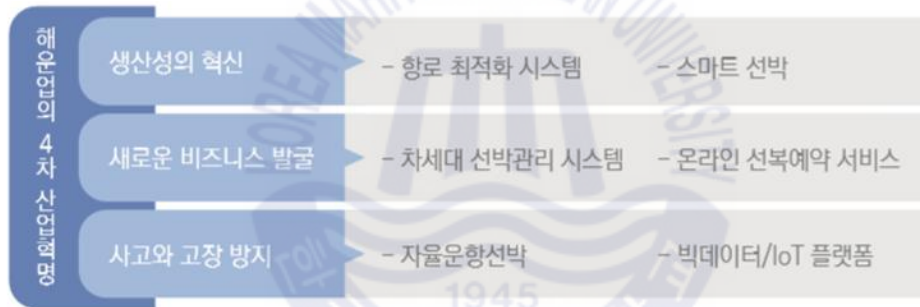 해운업의 4차 산업혁명
생산성의 혁신
- 항로 최적화 시스템
- 스마트 선박
새로운 비즈니스 발굴
- 차세대 선박관리 시스템
- 온라인 선복예약 서비스
사고와 고장 방지
- 자율운항선박
- 빅데이터/IoT 플랫폼
1945